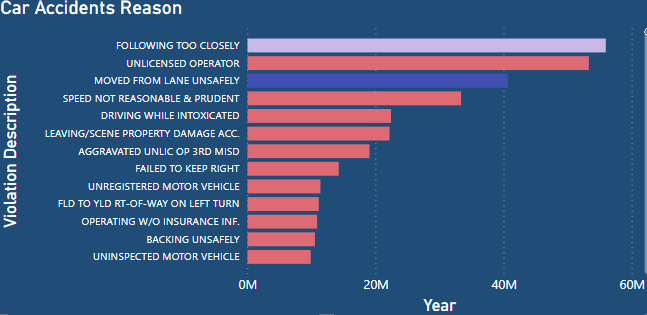 Car Accidents Reason
FOLLOWING TOO CLOSELY
UNLICENSED OPERATOR
MOVED FROM LANE UNSAFELY
SPEED NOT REASONABLE & PRUDENT
DRIVING WHILE INTOXICATED
LEAVING/SCENE PROPERTY DAMAGE ACC.
AGGRAVATED UNLIC OP 3RD MISD
FAILED TO KEEP RIGHT
UNREGISTERED MOTOR VEHICLE
FLD TO YLD RT-OF-WAY ON LEFT TURN
OPERATING W/O INSURANCE INF.
BACKING UNSAFELY
UNINSPECTED MOTOR VEHICLE
Violation Description
0M 20M 40M 60M
Year